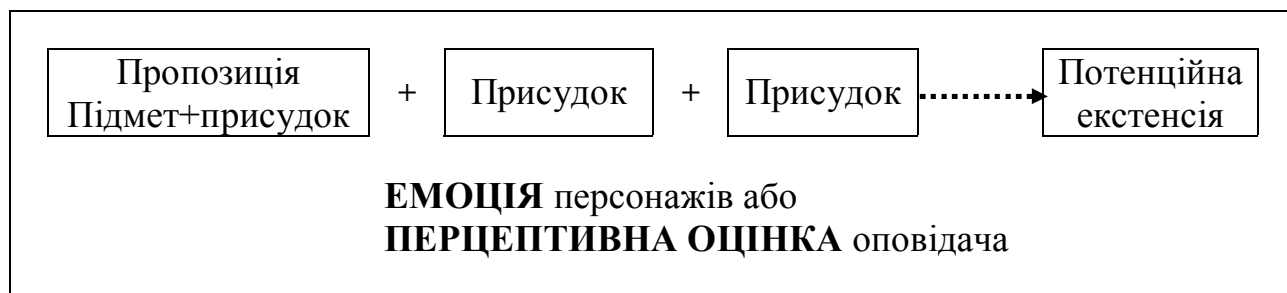 Пропозиція
Підмет+присудок
+
Присудок
+
Присудок
Потенційна
екстенсія
ЕМОЦІЯ персонажів або
ПЕРЦЕПТИВНА ОЦІНКА оповідача